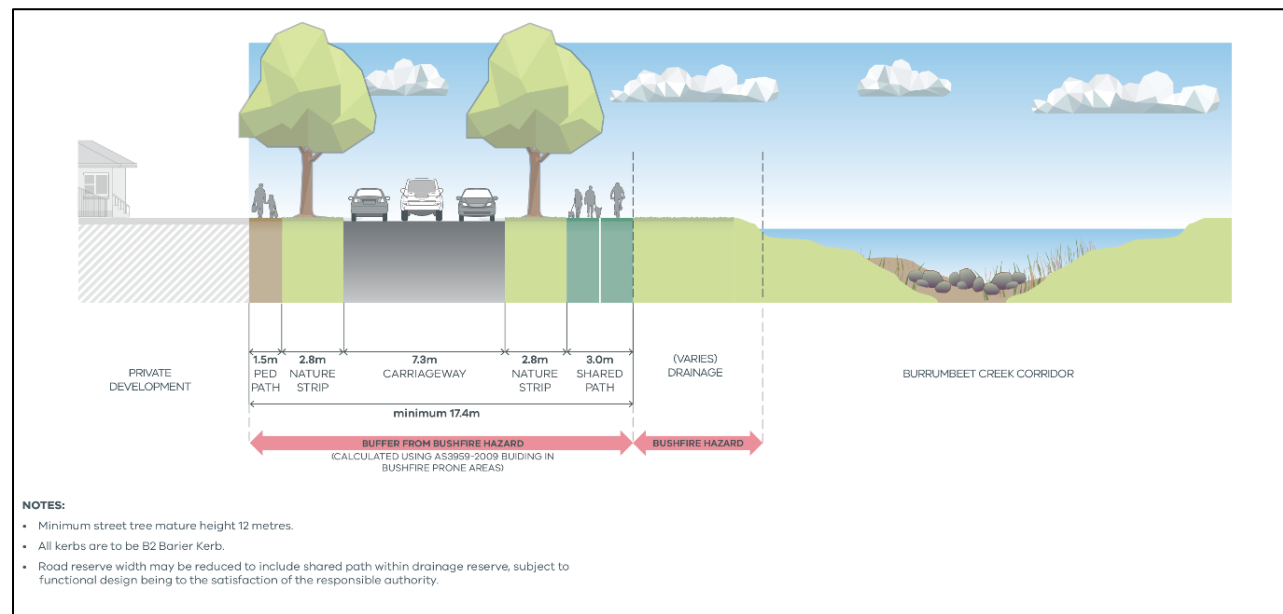 1.5m
PED
PATH
2.8m
NATURE
STRIP
7.3m
CARRIAGEWAY
2.8m
NATURE
STRIP
3.0m
SHARED
PATH
(VARIES)
DRAINAGE
PRIVATE
DEVELOPMENT
BURRUMBEET CREEK CORRIDOR
minimum 17.4m
BUFFER FROM BUSHFIRE HAZARD
BUSHFIRE HAZARD
(CALCULATED USING AS3959-2009 BUIDING IN
BUSHFIRE PRONE AREAS)
NOTES:
• Minimum street tree mature height 12 metres.
• All kerbs are to be B2 Barier Kerb.
• Road reserve width may be reduced to include shared path within drainage reserve, subject to
functional design being to the satisfaction of the responsible authority.